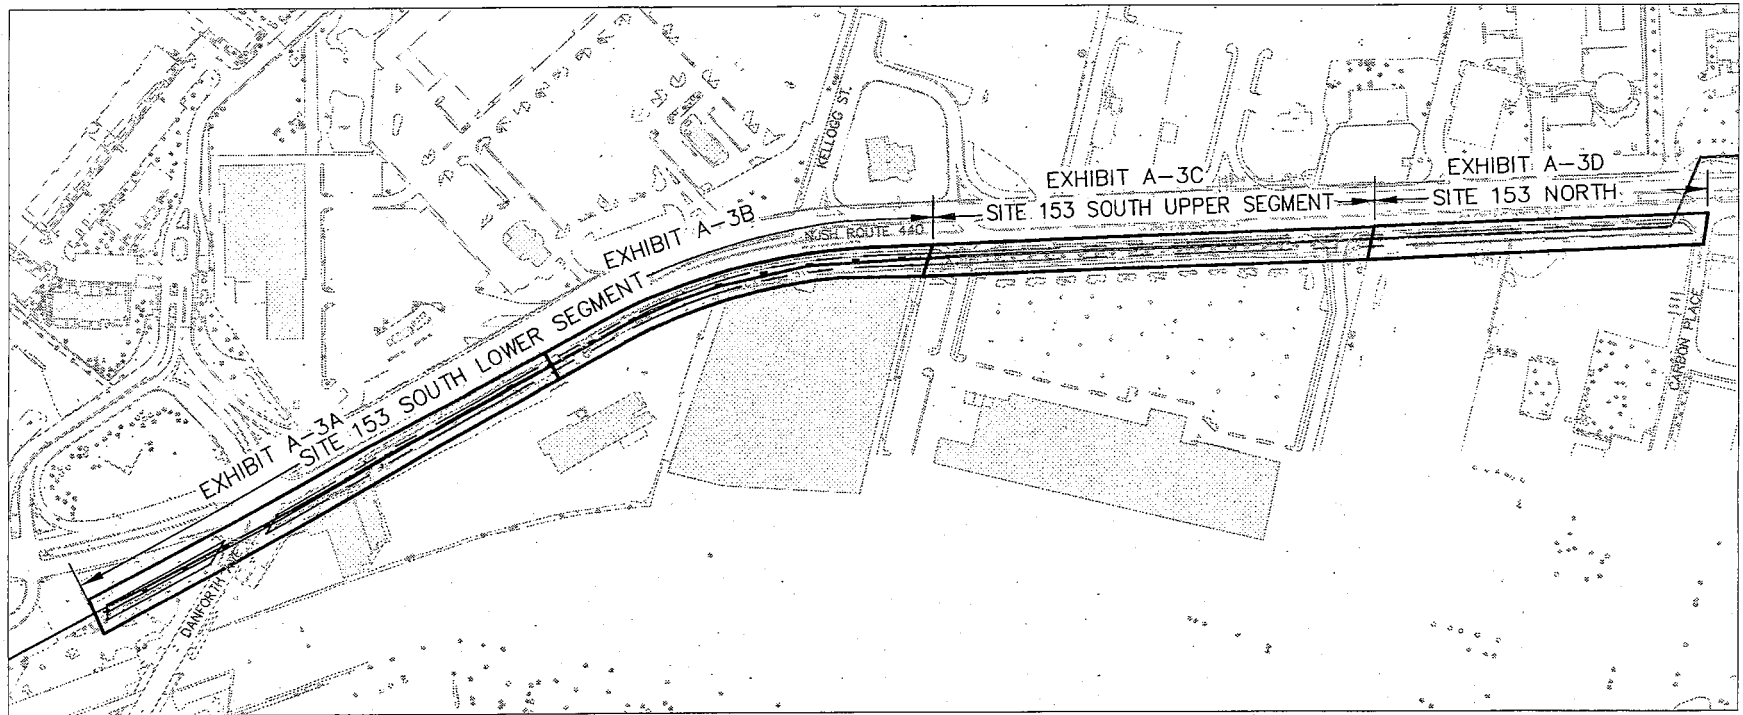 KELLOGG ST.
EXHIBIT A-3C
EXHIBIT A-3D
SITE 153 SOUTH UPPER SEGMENT
SITE 153 NORTH
EXHIBIT A-3B
ROUTE 440
EXHIBIT A-3A
SITE 153 SOUTH LOWER SEGMENT
CARBON PLACE
DANFORTH